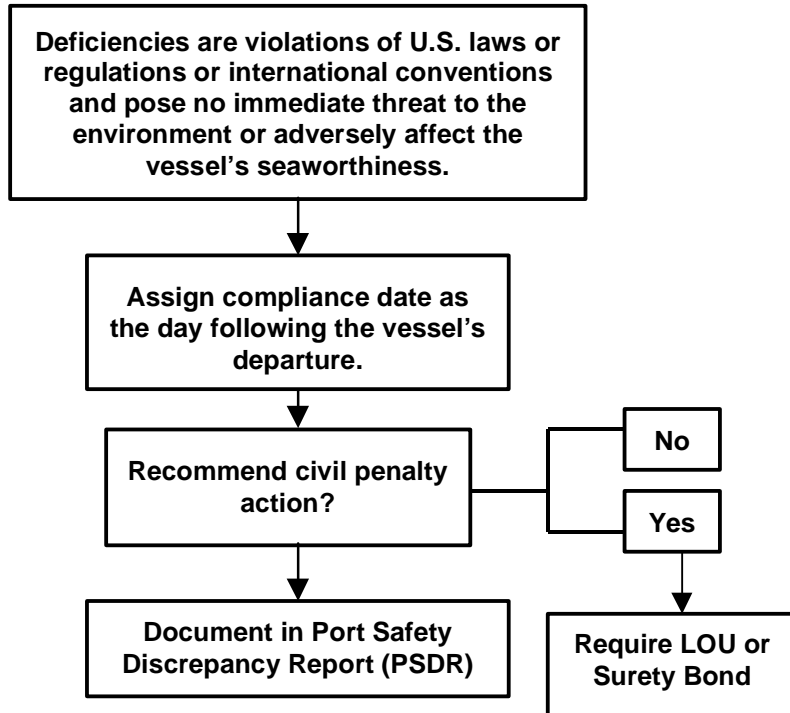 Deficiencies are violations of U.S. laws or
regulations or international conventions
and pose no immediate threat to the
environment or adversely affect the
vessel’s seaworthiness.
Assign compliance date as
the day following the vessel’s
departure.
Recommend civil penalty
action?
No
Yes
Document in Port Safety
Discrepancy Report (PSDR)
Require LOU or
Surety Bond